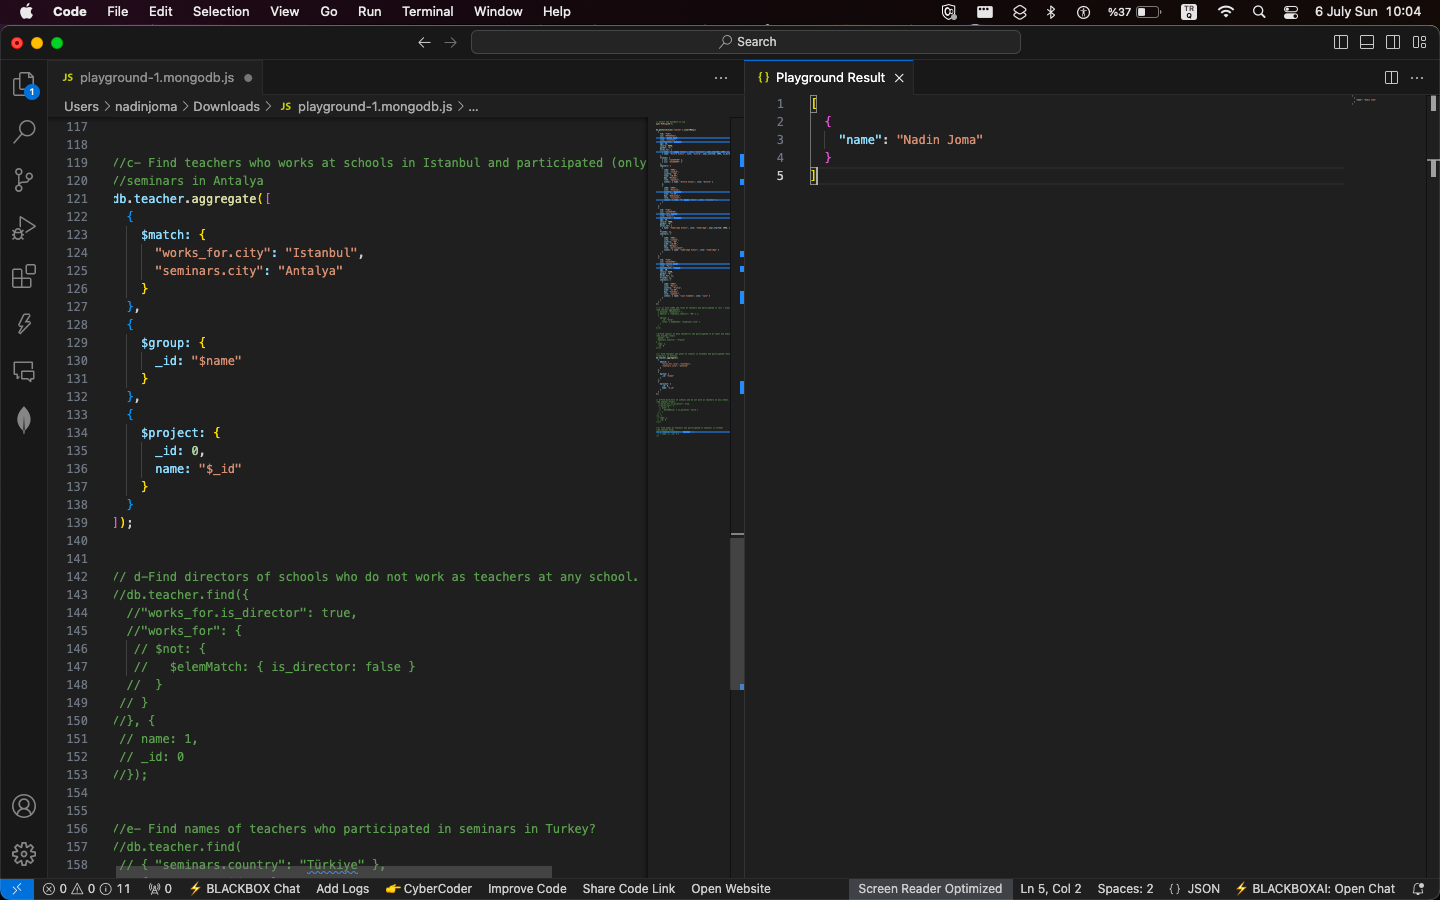 Code File Edit Selection View Go Run Terminal Window Help %37 TR Q 6 July Sun 10:04
Search
JS playground-1.mongodb.js
{} Playground Result
Users > nadinjoma > Downloads > JS playground-1.mongodb.js > ...
117
118
119 //c- Find teachers who works at schools in Istanbul and participated (only
120 //seminars in Antalya
121 db.teacher.aggregate([
122 {
123 $match: {
124 "works_for.city": "Istanbul",
125 "seminars.city": "Antalya"
126 }
127 },
128 {
129 $group: {
130 _id: "$name"
131 }
132 },
133 {
134 $project: {
135 _id: 0,
136 name: "$_id"
137 }
138 }
139 ]);
140
141
142 // d-Find directors of schools who do not work as teachers at any school.
143 //db.teacher.find({
144 //"works_for.is_director": true,
145 //"works_for": {
146 // $not: {
147 // $elemMatch: { is_director: false }
148 // }
149 // }
150 //}, {
151 // name: 1,
152 // _id: 0
153 //});
154
155
156 //e- Find names of teachers who participated in seminars in Turkey?
157 //db.teacher.find(
158 // { "seminars.country": "Türkiye" },
1 [
2 {
3 "name": "Nadin Joma"
4 }
5 ]
1
0 0 11 0 BLACKBOX Chat Add Logs 👉 CyberCoder Improve Code Share Code Link Open Website Screen Reader Optimized Ln 5, Col 2 Spaces: 2 {} JSON BLACKBOXAI: Open Chat